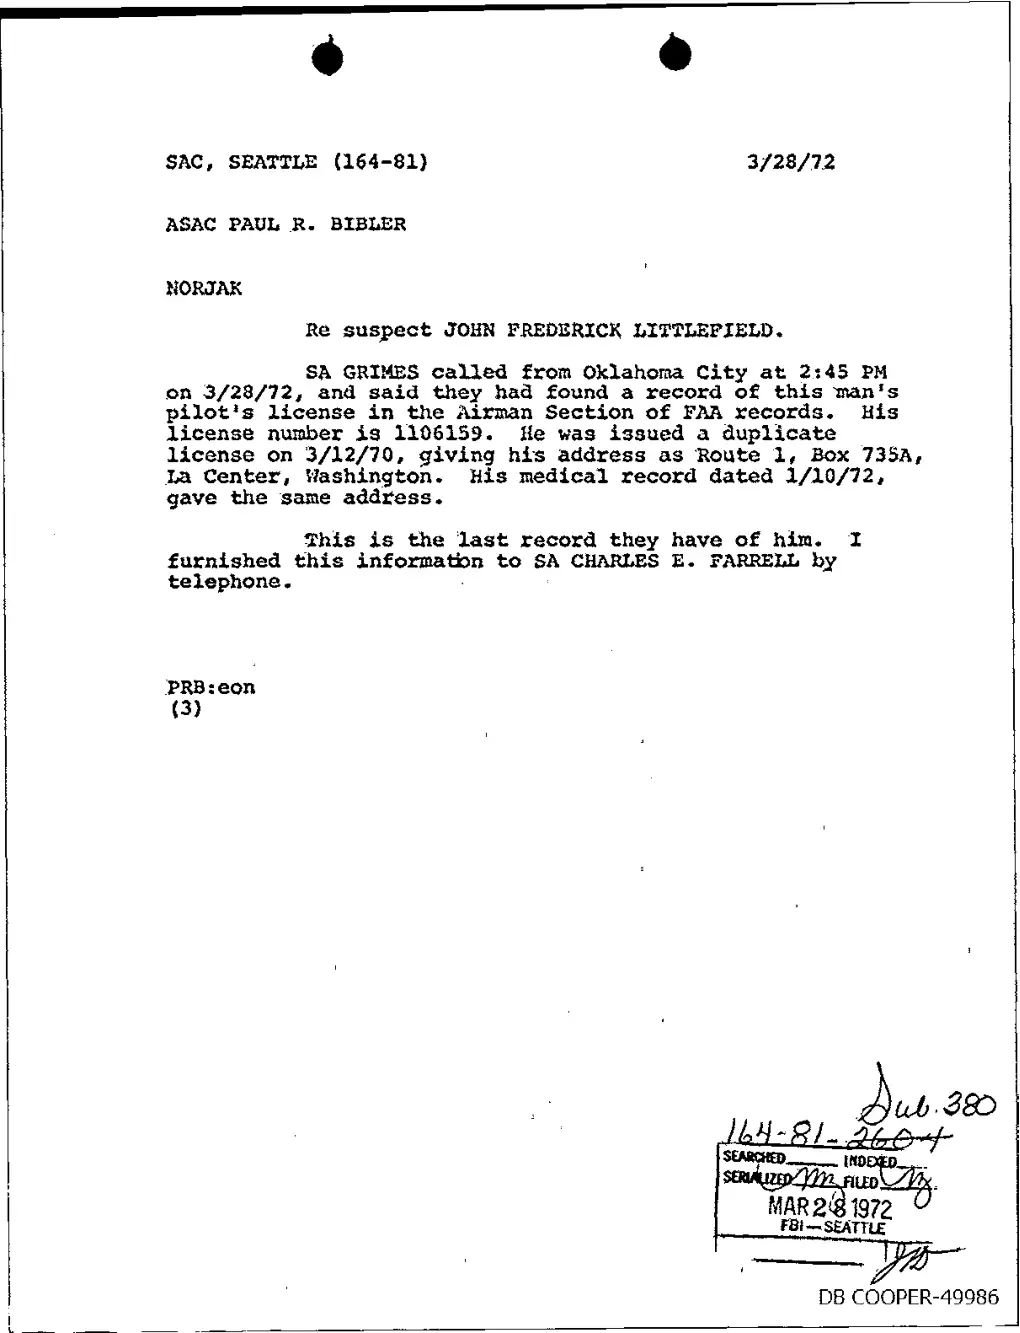 SAC, SEATTLE (164-81) 3/28/72
ASAC PAUL R. BIBLER
NORJAK
Re suspect JOHN FREDERICK LITTLEFIELD.
SA GRIMES called from Oklahoma City at 2:45 PM
on 3/28/72, and said they had found a record of this man's
pilot's license in the Airman Section of FAA records. His
license number is 1106159. He was issued a duplicate
license on 3/12/70, giving his address as Route 1, Box 735A,
La Center, Washington. His medical record dated 1/10/72,
gave the same address.
This is the last record they have of him. I
furnished this information to SA CHARLES E. FARRELL by
telephone.
PRB:eon
(3)
Sub. 380
164-81-2604
SEARCHED INDEXED
SERIALIZED FILED
MAR 28 1972
FBI — SEATTLE
DB COOPER-49986